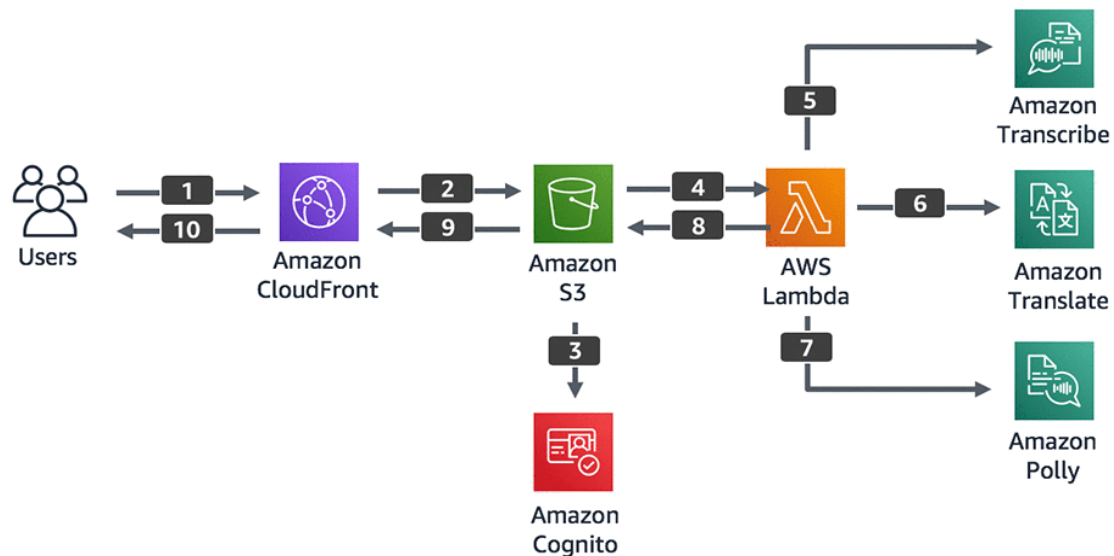 5
Amazon
Transcribe
1
2
4
6
10
9
8
Users
Amazon
CloudFront
Amazon
S3
AWS
Lambda
Amazon
Translate
3
7
Amazon
Polly
Amazon
Cognito